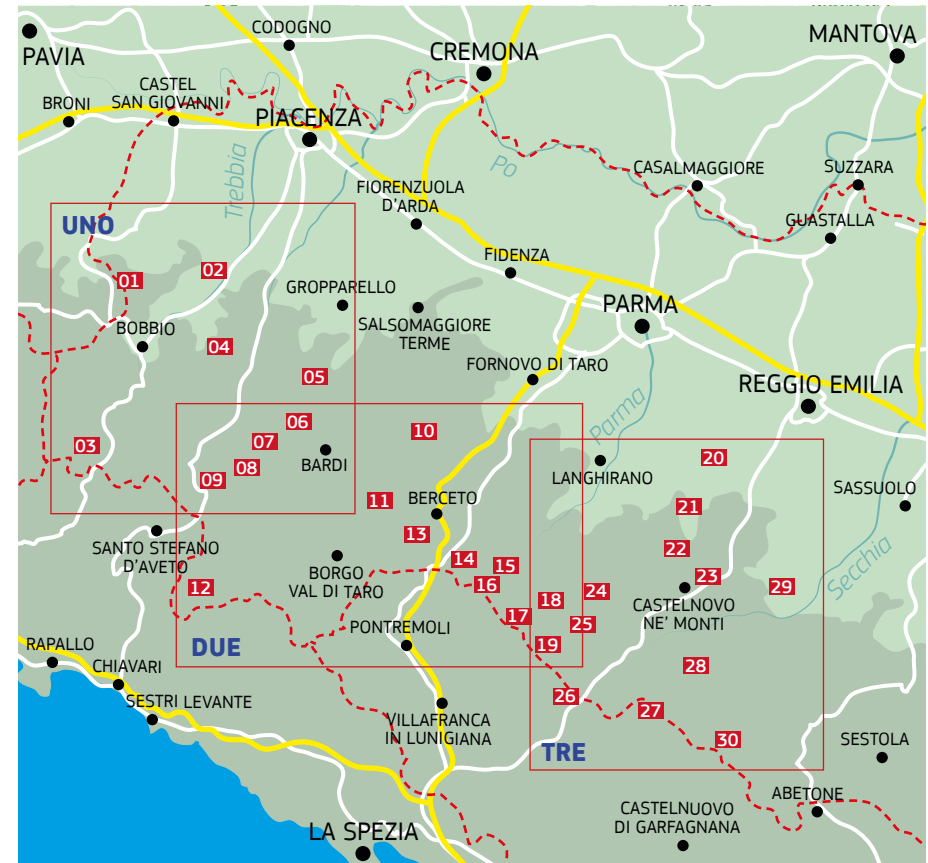 CODOGNO
MANTOVA
PAVIA
CREMONA
CASTEL
SAN GIOVANNI
BRONI
PIACENZA
Trebbia
Po
CASALMAGGIORE
SUZZARA
FIORENZUOLA
D'ARDA
GUASTALLA
UNO
01
02
FIDENZA
GROPPARELLO
SALSOMAGGIORE
TERME
PARMA
BOBBIO
04
05
FORNOVO DI TARO
Parma
REGGIO EMILIA
03
06
07
08
09
BARDI
10
LANGHIRANO
20
SASSUOLO
11
BERCETO
21
SANTO STEFANO
D'AVETO
13
22
Secchia
12
BORGO
VAL DI TARO
14
15
16
23
24
29
CASTELNOVO
NE' MONTI
17
18
25
PONTREMOLI
DUE
19
RAPALLO
CHIAVARI
28
SESTRI LEVANTE
26
27
VILLAFRANCA
IN LUNIGIANA
TRE
30
SESTOLA
ABETONE
CASTELNUOVO
DI GARFAGNANA
LA SPEZIA